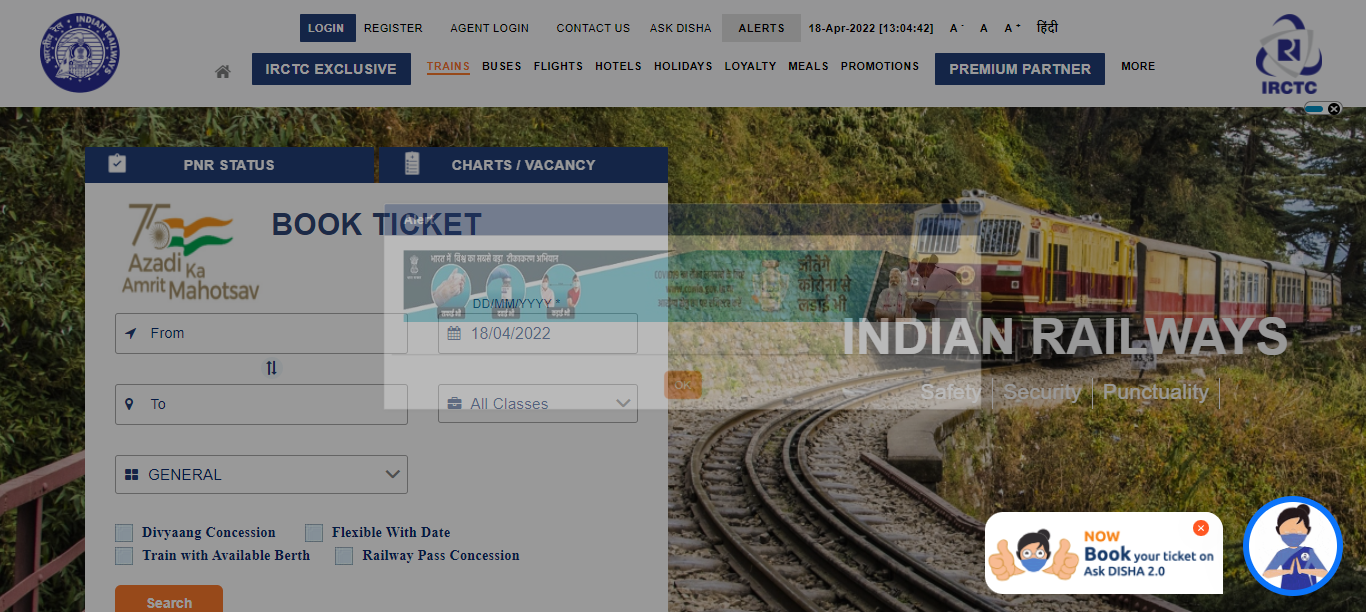 LOGIN REGISTER AGENT LOGIN CONTACT US ASK DISHA ALERTS 18-Apr-2022 [13:04:42] A - A A + हिंदी
INDIAN RAILWAYS
भारतीय रेल
IRCTC EXCLUSIVE TRAINS BUSES FLIGHTS HOTELS HOLIDAYS LOYALTY MEALS PROMOTIONS PREMIUM PARTNER MORE
IRCTC
PNR STATUS CHARTS / VACANCY
BOOK TICKET
Alert
75
Azadi Ka
Amrit Mahotsav
भारत में विश्व का सबसे बड़ा टीकाकरण अभियान
जीतेंगे
कोरोना से
लड़ाई भी
DD/MM/YYYY *
From 18/04/2022
INDIAN RAILWAYS
OK
Safety Security Punctuality
To All Classes
GENERAL
Divyaang Concession Flexible With Date
Train with Available Berth Railway Pass Concession
Search
NOW
Book your ticket on
Ask DISHA 2.0